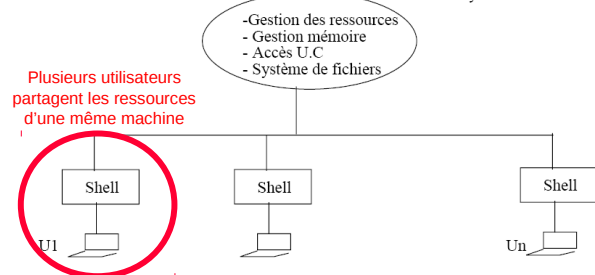 -Gestion des ressources
- Gestion mémoire
- Accès U.C
- Système de fichiers
Plusieurs utilisateurs
partagent les ressources
d'une même machine
Shell
Shell
Shell
U1
Un